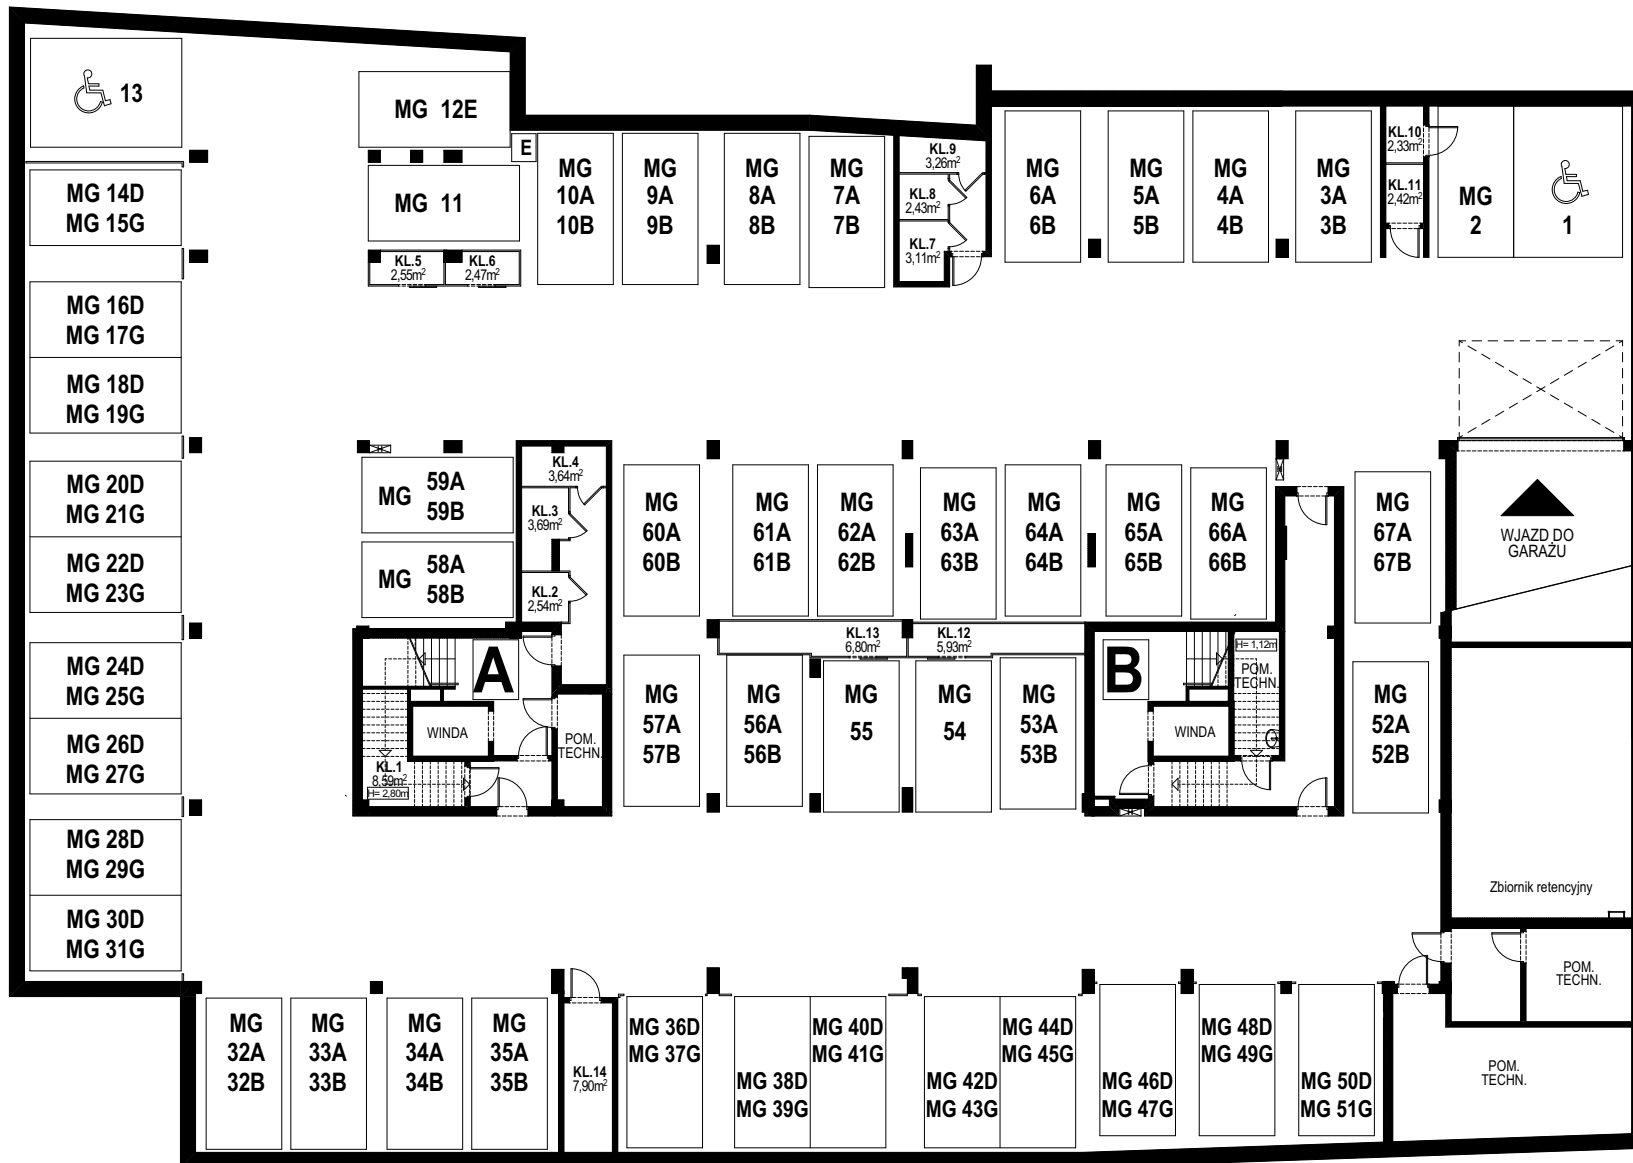 13
MG 12E
E
MG 11
MG 14D
MG 15G
MG 16D
MG 17G
MG 18D
MG 19G
MG 20D
MG 21G
MG 22D
MG 23G
MG 24D
MG 25G
MG 26D
MG 27G
MG 28D
MG 29G
MG 30D
MG 31G
KL.5
2,55m²
KL.6
2,47m²
MG
10A
10B
MG
9A
9B
MG
8A
8B
MG
7A
7B
KL.9
3,26m²
KL.8
2,43m²
KL.7
3,11m²
MG
6A
6B
MG
5A
5B
MG
4A
4B
MG
3A
3B
KL.10
2,33m²
KL.11
2,42m²
MG
2
1
MG
59A
59B
MG
58A
58B
KL.4
3,64m²
KL.3
3,69m²
KL.2
2,54m²
MG
60A
60B
MG
61A
61B
MG
62A
62B
MG
63A
63B
MG
64A
64B
MG
65A
65B
MG
66A
66B
MG
67A
67B
WJAZD DO
GARAŻU
KL.13
6,80m²
KL.12
5,93m²
A
WINDA
KL.1
8,59m²
H= 2,80m
POM.
TECHN.
MG
57A
57B
MG
56A
56B
MG
55
MG
54
MG
53A
53B
B
WINDA
H= 1,12m
POM.
TECHN.
MG
52A
52B
Zbiornik retencyjny
POM.
TECHN.
POM.
TECHN.
MG
32A
32B
MG
33A
33B
MG
34A
34B
MG
35A
35B
KL.14
7,90m²
MG 36D
MG 37G
MG 38D
MG 39G
MG 40D
MG 41G
MG 42D
MG 43G
MG 44D
MG 45G
MG 46D
MG 47G
MG 48D
MG 49G
MG 50D
MG 51G